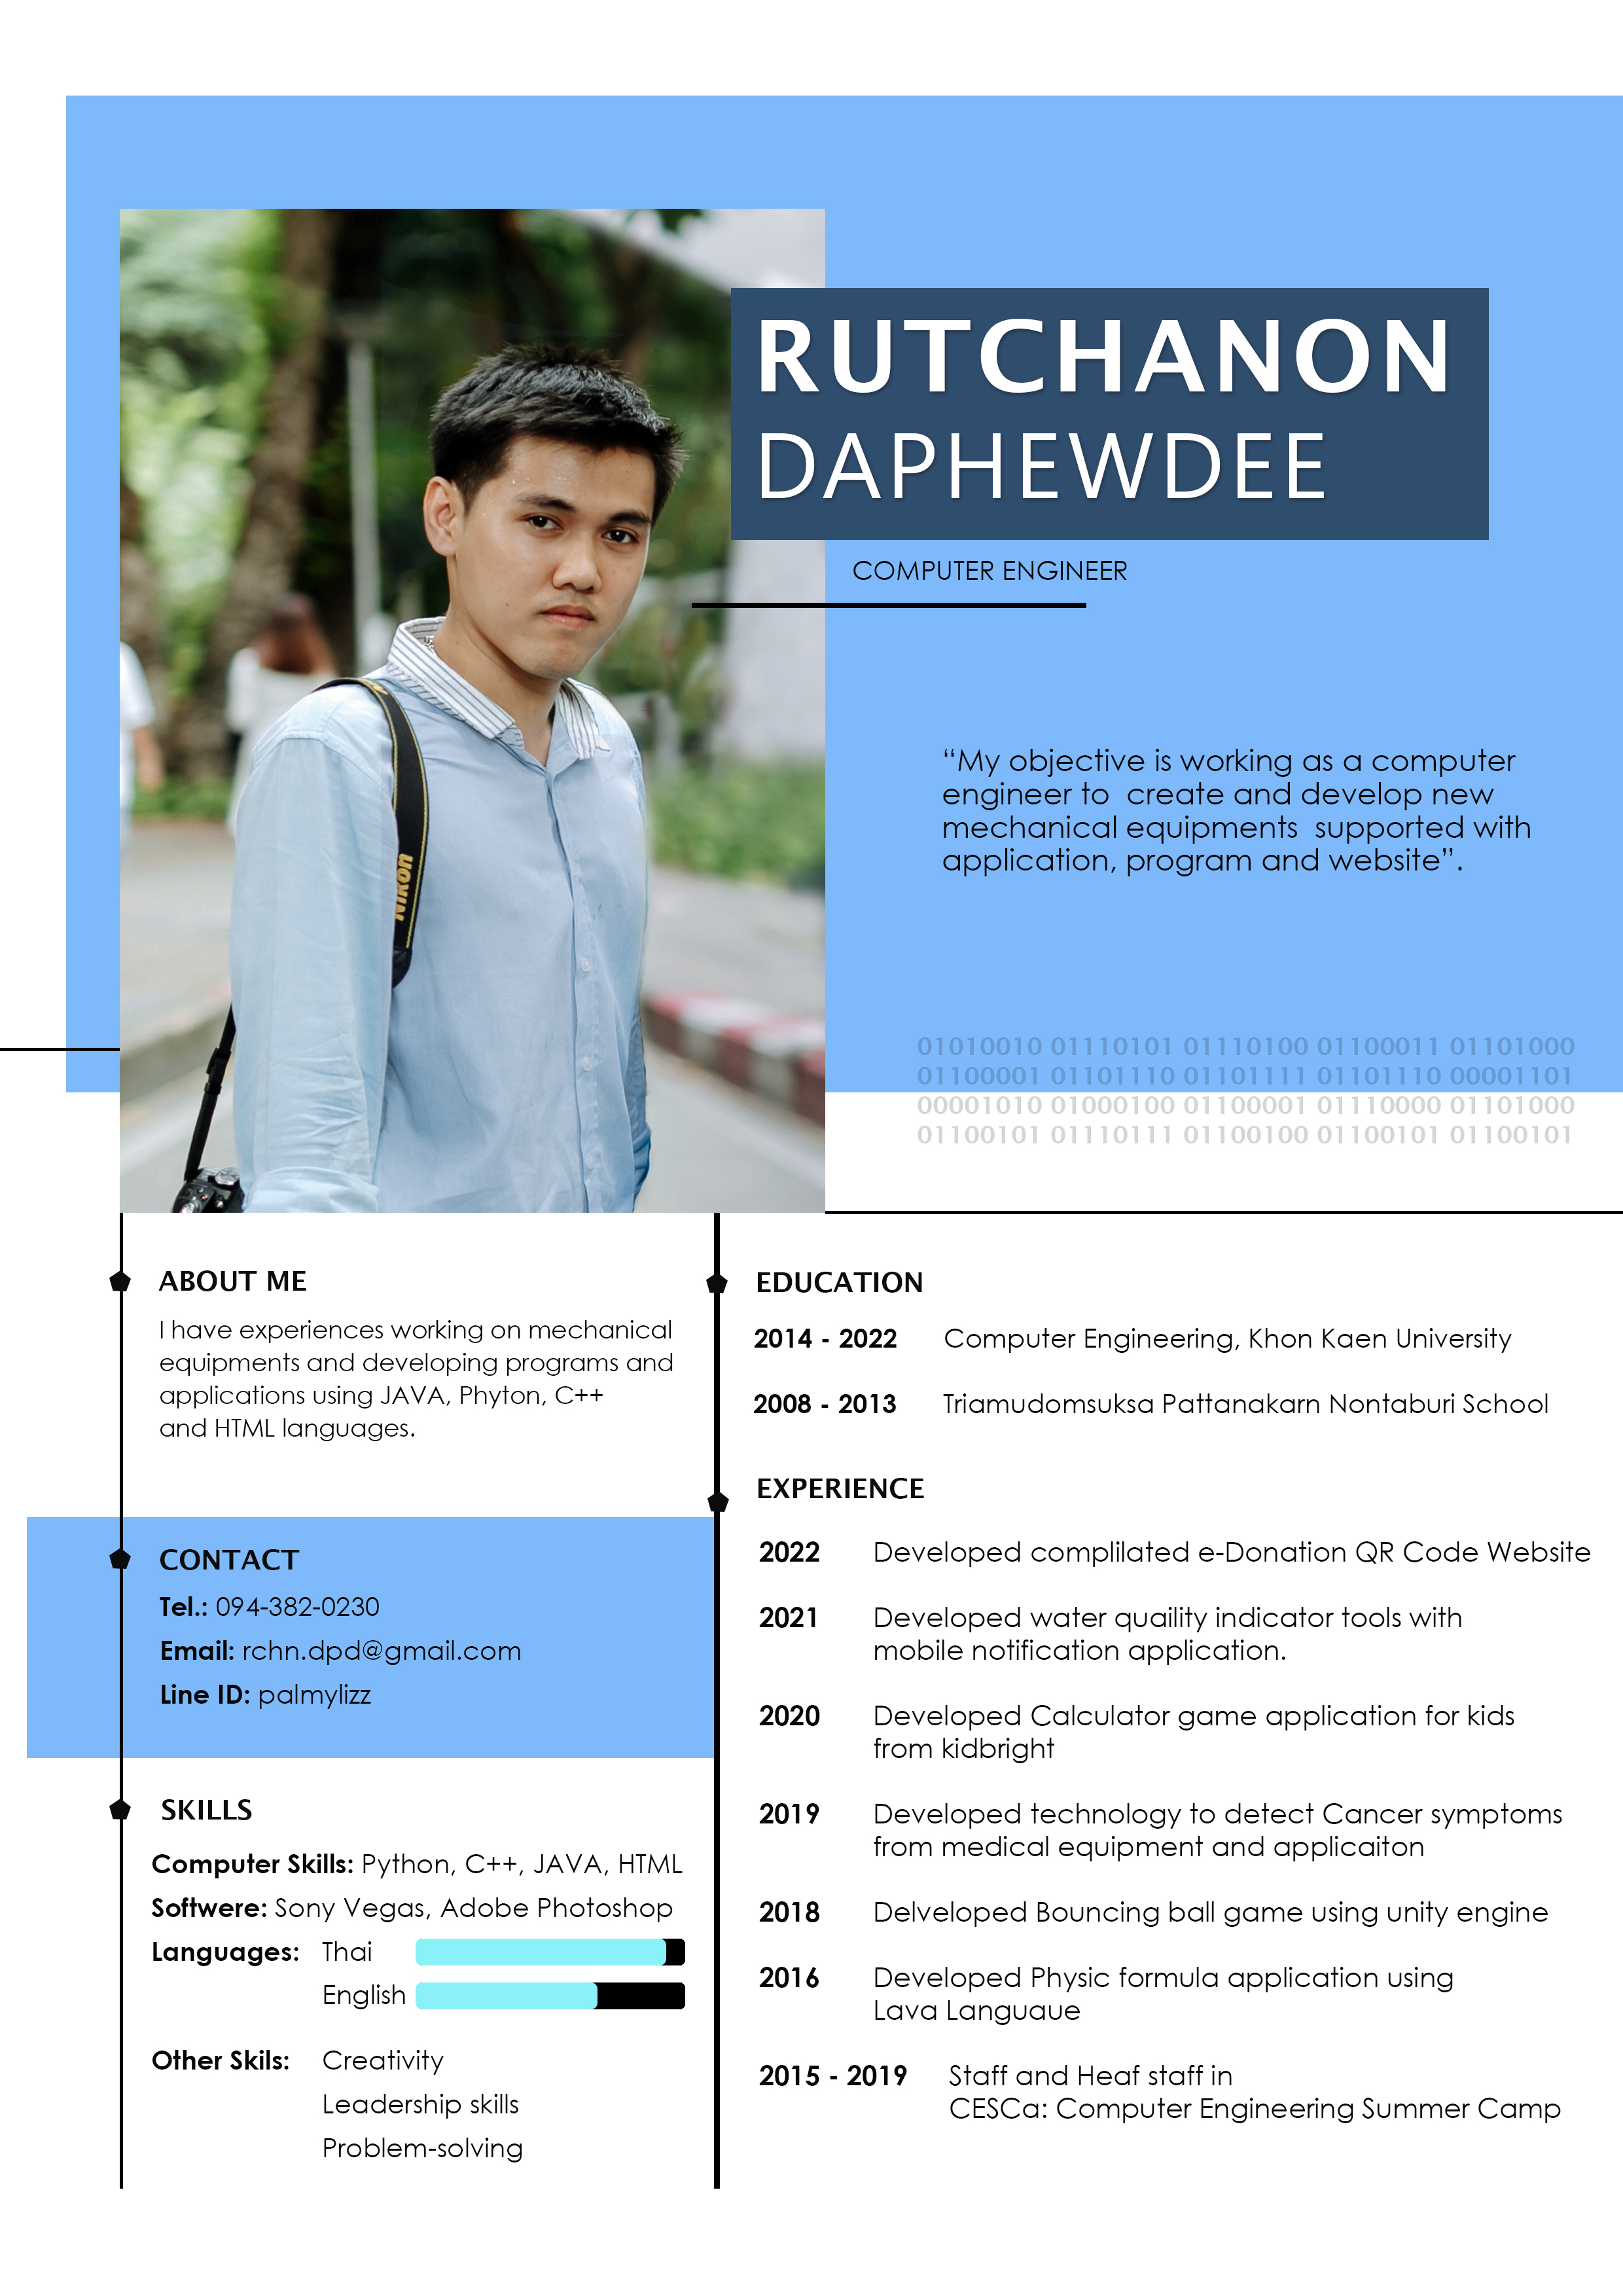 RUTCHANON
DAPHEWDEE
COMPUTER ENGINEER
“My objective is working as a computer
engineer to  create and develop new
mechanical equipments  supported with
application, program and website”.
Nikon
01010010 01110101 01110100 01100011 01101000
01100001 01101110 01101111 01101110 00001101
00001010 01000100 01100001 01110000 01101000
01100101 01110111 01100100 01100101 01100101
ABOUT ME
I have experiences working on mechanical
equipments and developing programs and
applications using JAVA, Phyton, C++
and HTML languages.
CONTACT
Tel.: 094-382-0230
Email: rchn.dpd@gmail.com
Line ID: palmylizz
SKILLS
Computer Skills: Python, C++, JAVA, HTML
Softwere: Sony Vegas, Adobe Photoshop
Languages: Thai
English
Other Skils: Creativity
Leadership skills
Problem-solving
EDUCATION
2014 - 2022 Computer Engineering, Khon Kaen University
2008 - 2013 Triamudomsuksa Pattanakarn Nontaburi School
EXPERIENCE
2022 Developed complilated e-Donation QR Code Website
2021 Developed water quaility indicator tools with
mobile notification application.
2020 Developed Calculator game application for kids
from kidbright
2019 Developed technology to detect Cancer symptoms
from medical equipment and applicaiton
2018 Delveloped Bouncing ball game using unity engine
2016 Developed Physic formula application using
Lava Languaue
2015 - 2019 Staff and Heaf staff in
CESCa: Computer Engineering Summer Camp